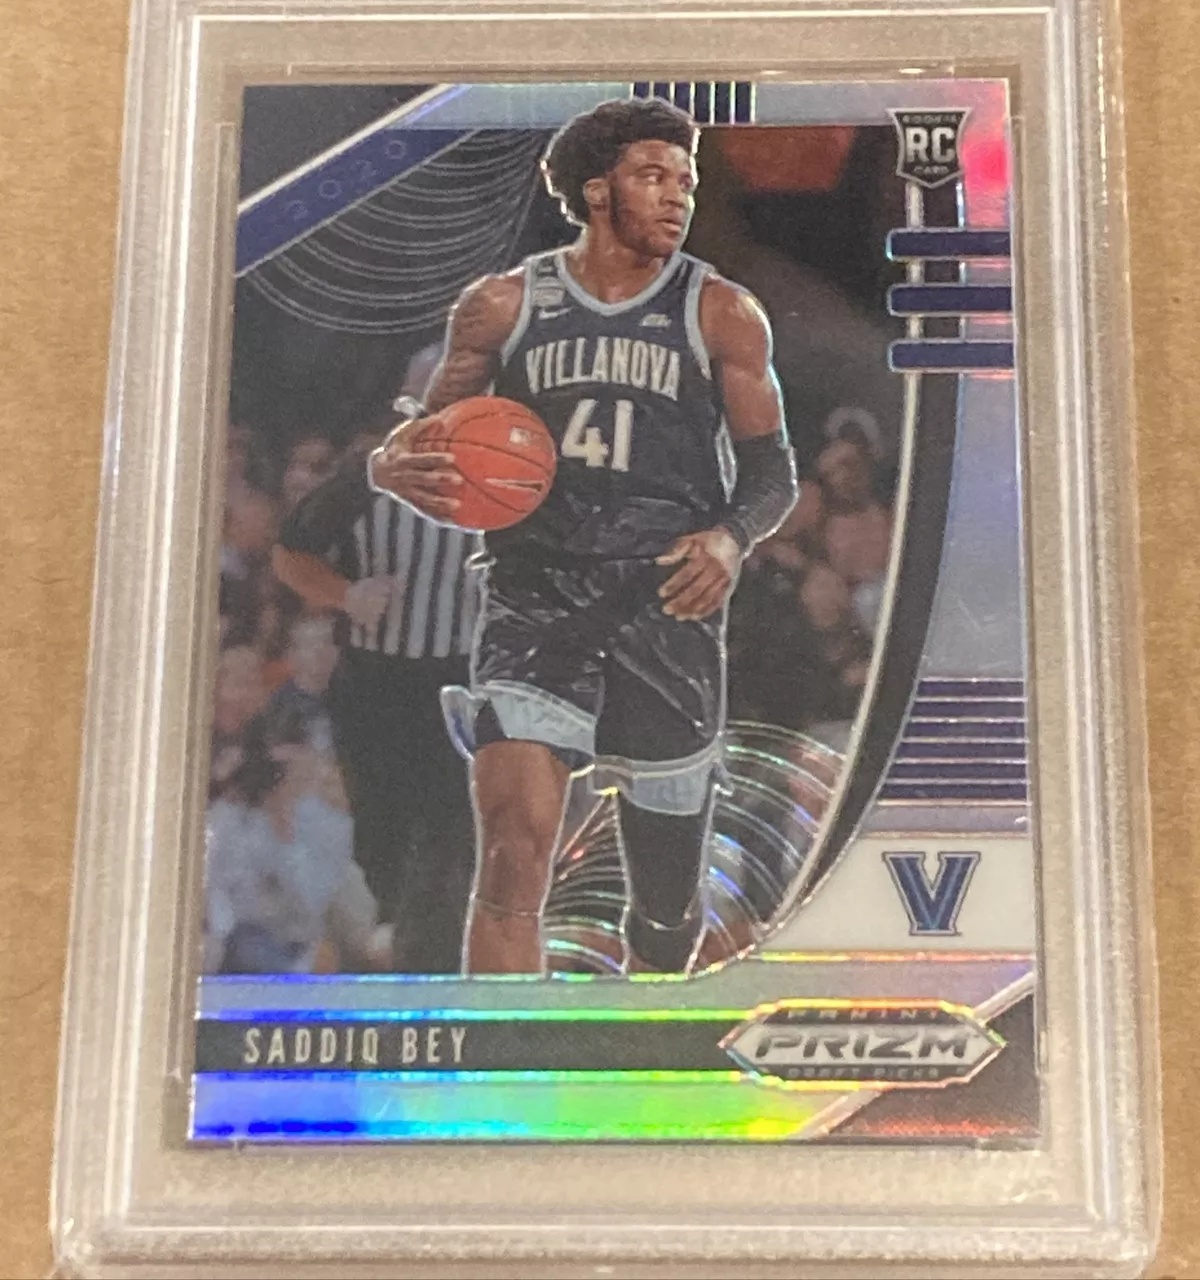 2020
ROOKIE
RC
CARD
VILLANOVA
41
V
SADDIQ BEY
PANINI
PRIZM
DRAFT PICKS